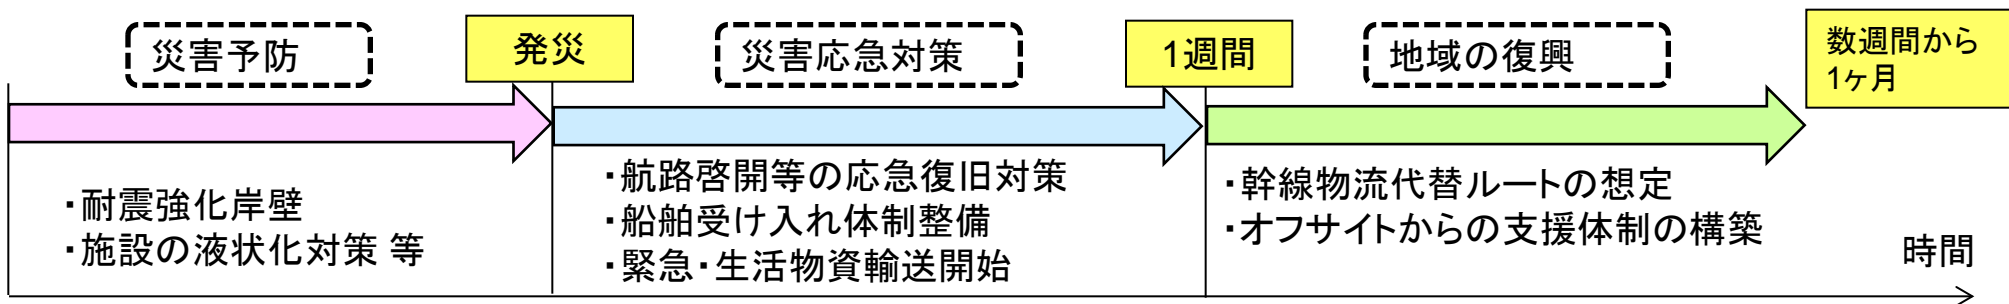 災害予防
発災
災害応急対策
1週間
地域の復興
数週間から
1ヶ月
・耐震強化岸壁
・施設の液状化対策 等
・航路啓開等の応急復旧対策
・船舶受け入れ体制整備
・緊急・生活物資輸送開始
・幹線物流代替ルートの想定
・オフサイトからの支援体制の構築
時間